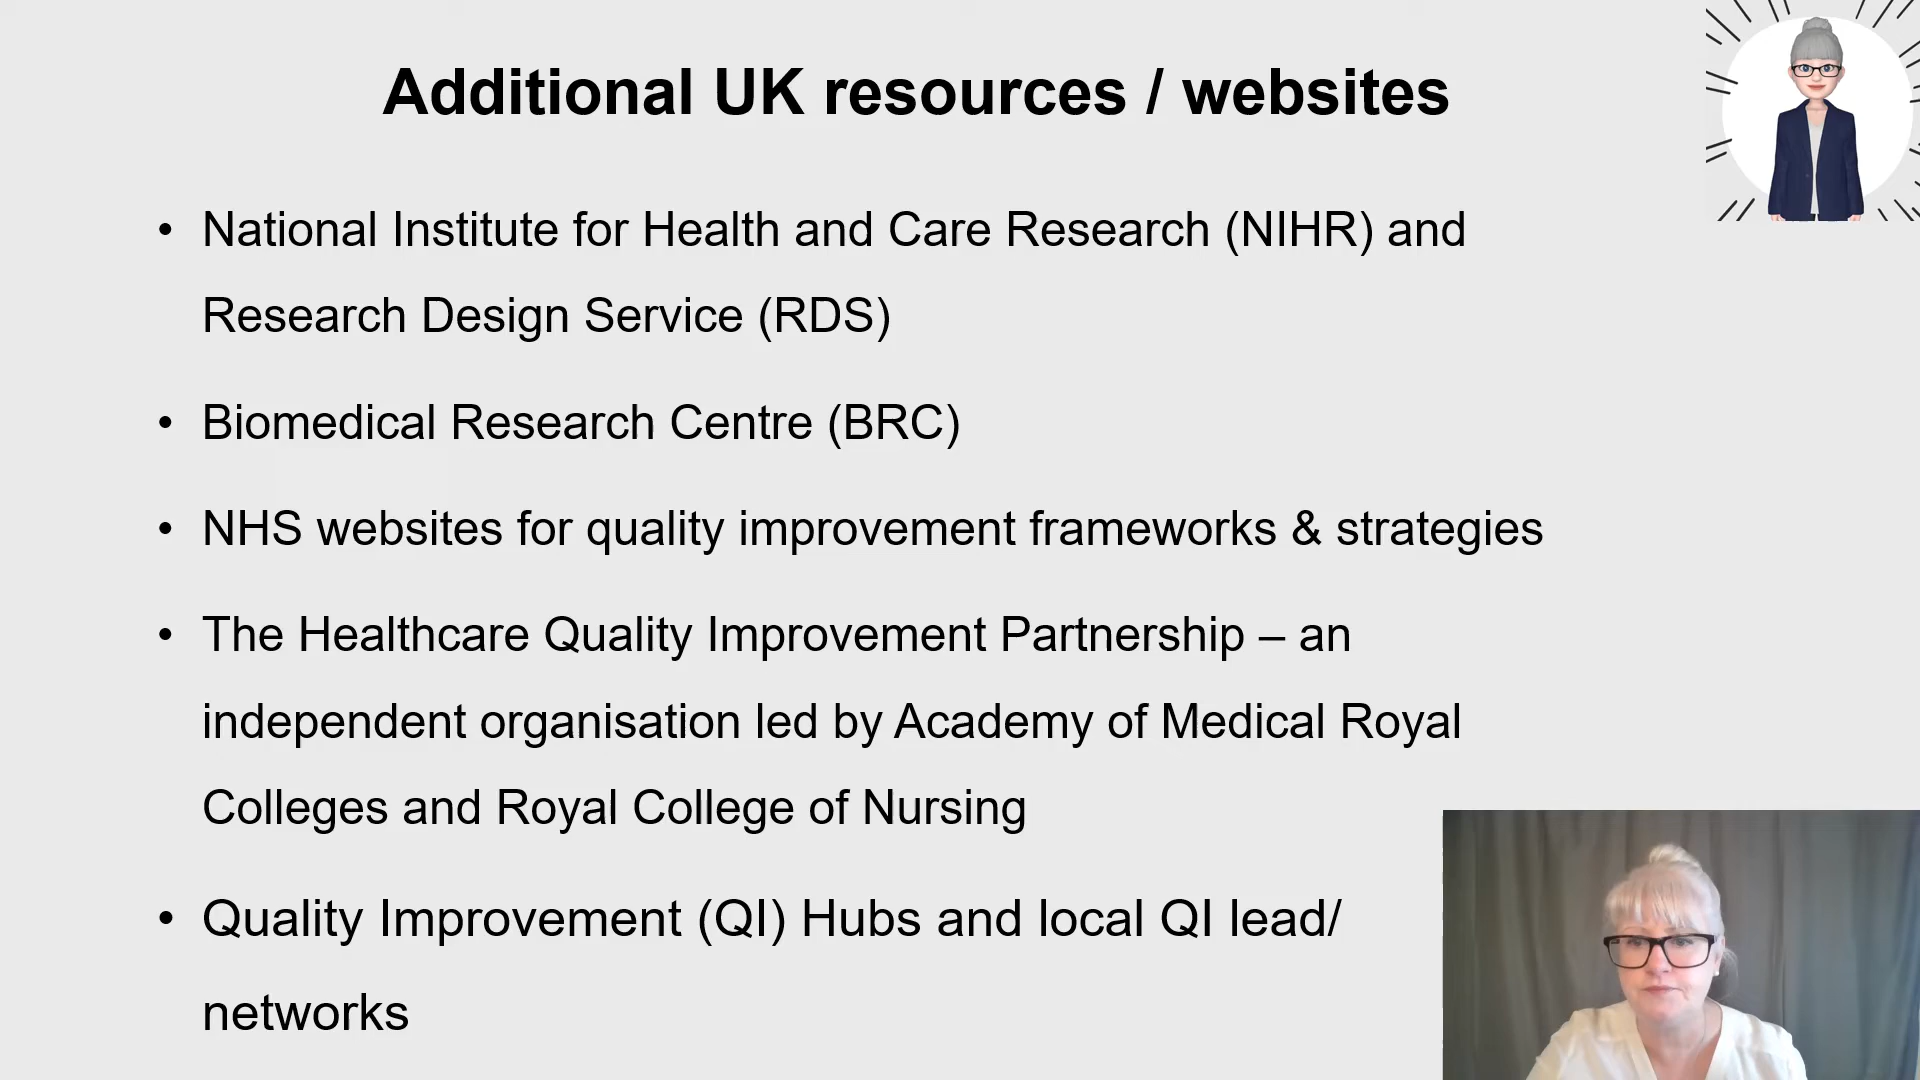 Additional UK resources / websites
• National Institute for Health and Care Research (NIHR) and
Research Design Service (RDS)
• Biomedical Research Centre (BRC)
• NHS websites for quality improvement frameworks & strategies
• The Healthcare Quality Improvement Partnership – an
independent organisation led by Academy of Medical Royal
Colleges and Royal College of Nursing
• Quality Improvement (QI) Hubs and local QI lead/
networks